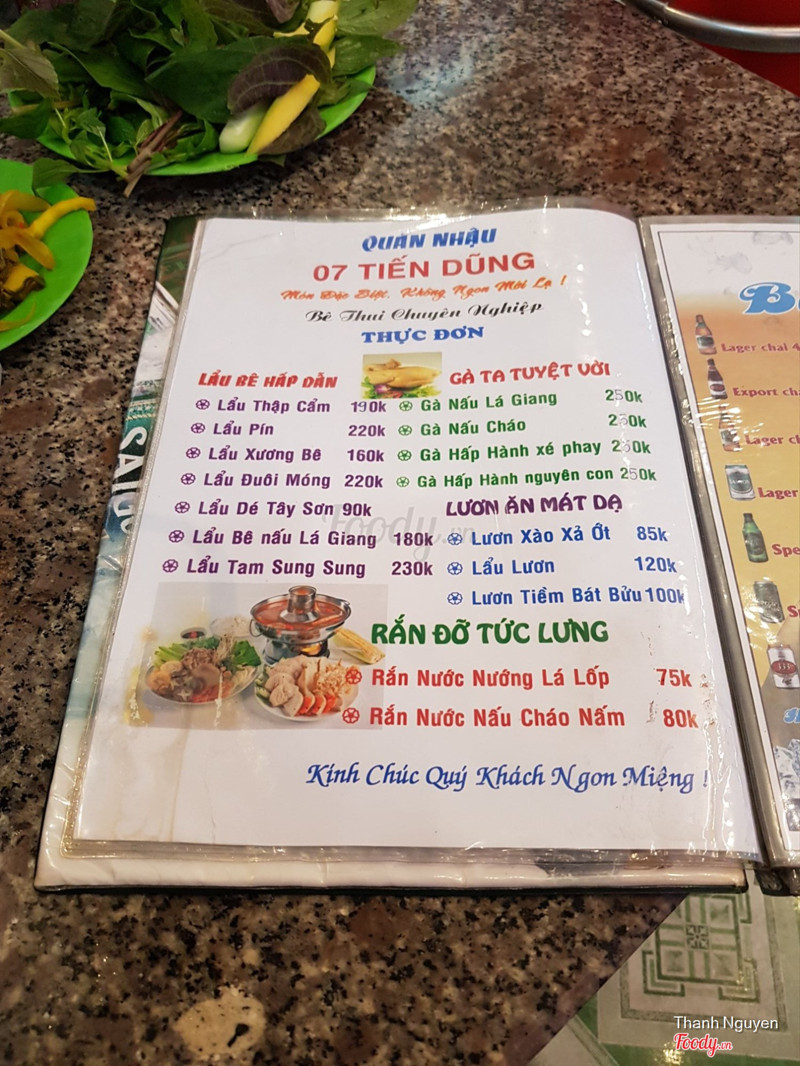 QUÁN NHẬU
07 TIẾN DŨNG
Món Đặc Biệt, Không Ngon Mới Lạ !
Bê Thui Chuyên Nghiệp
THỰC ĐƠN
LẨU BÊ HẤP DẪN
Lẩu Thập Cẩm 190k
Lẩu Pín 220k
Lẩu Xương Bê 160k
Lẩu Đuôi Móng 220k
Lẩu Dé Tây Sơn 90k
Lẩu Bê nấu Lá Giang 180k
Lẩu Tam Sung Sung 230k
GÀ TA TUYỆT VỜI
Gà Nấu Lá Giang 250k
Gà Nấu Cháo 250k
Gà Hấp Hành xé phay 250k
Gà Hấp Hành nguyên con 250k
LƯƠN ĂN MÁT DẠ
Lươn Xào Xả Ớt 85k
Lẩu Lươn 120k
Lươn Tiềm Bát Bửu 100k
RẮN ĐỠ TỨC LƯNG
Rắn Nước Nướng Lá Lốp 75k
Rắn Nước Nấu Cháo Nấm 80k
Kính Chúc Quý Khách Ngon Miệng !
Lager chai
Export
Lager
Lager
SAIGO
Foody.vn
Thanh Nguyen
Foody.vn